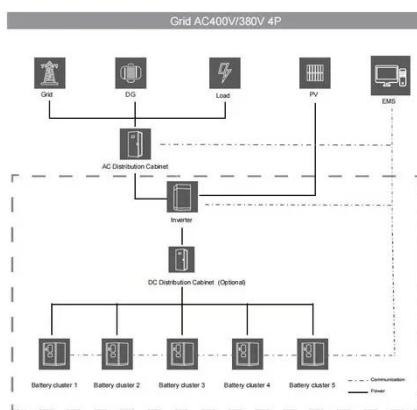 Grid AC400V/380V 4P
Grid
DG
Load
PV
EMS
AC Distribution Cabinet
Inverter
DC Distribution Cabinet (Optional)
Battery cluster 1
Battery cluster 2
Battery cluster 3
Battery cluster 4
Battery cluster 5
Communication
Power